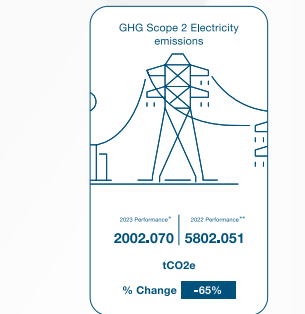 GHG Scope 2 Electricity
emissions
2023 Performance* 2022 Performance**
2002.070 5802.051
tCO2e
% Change -65%